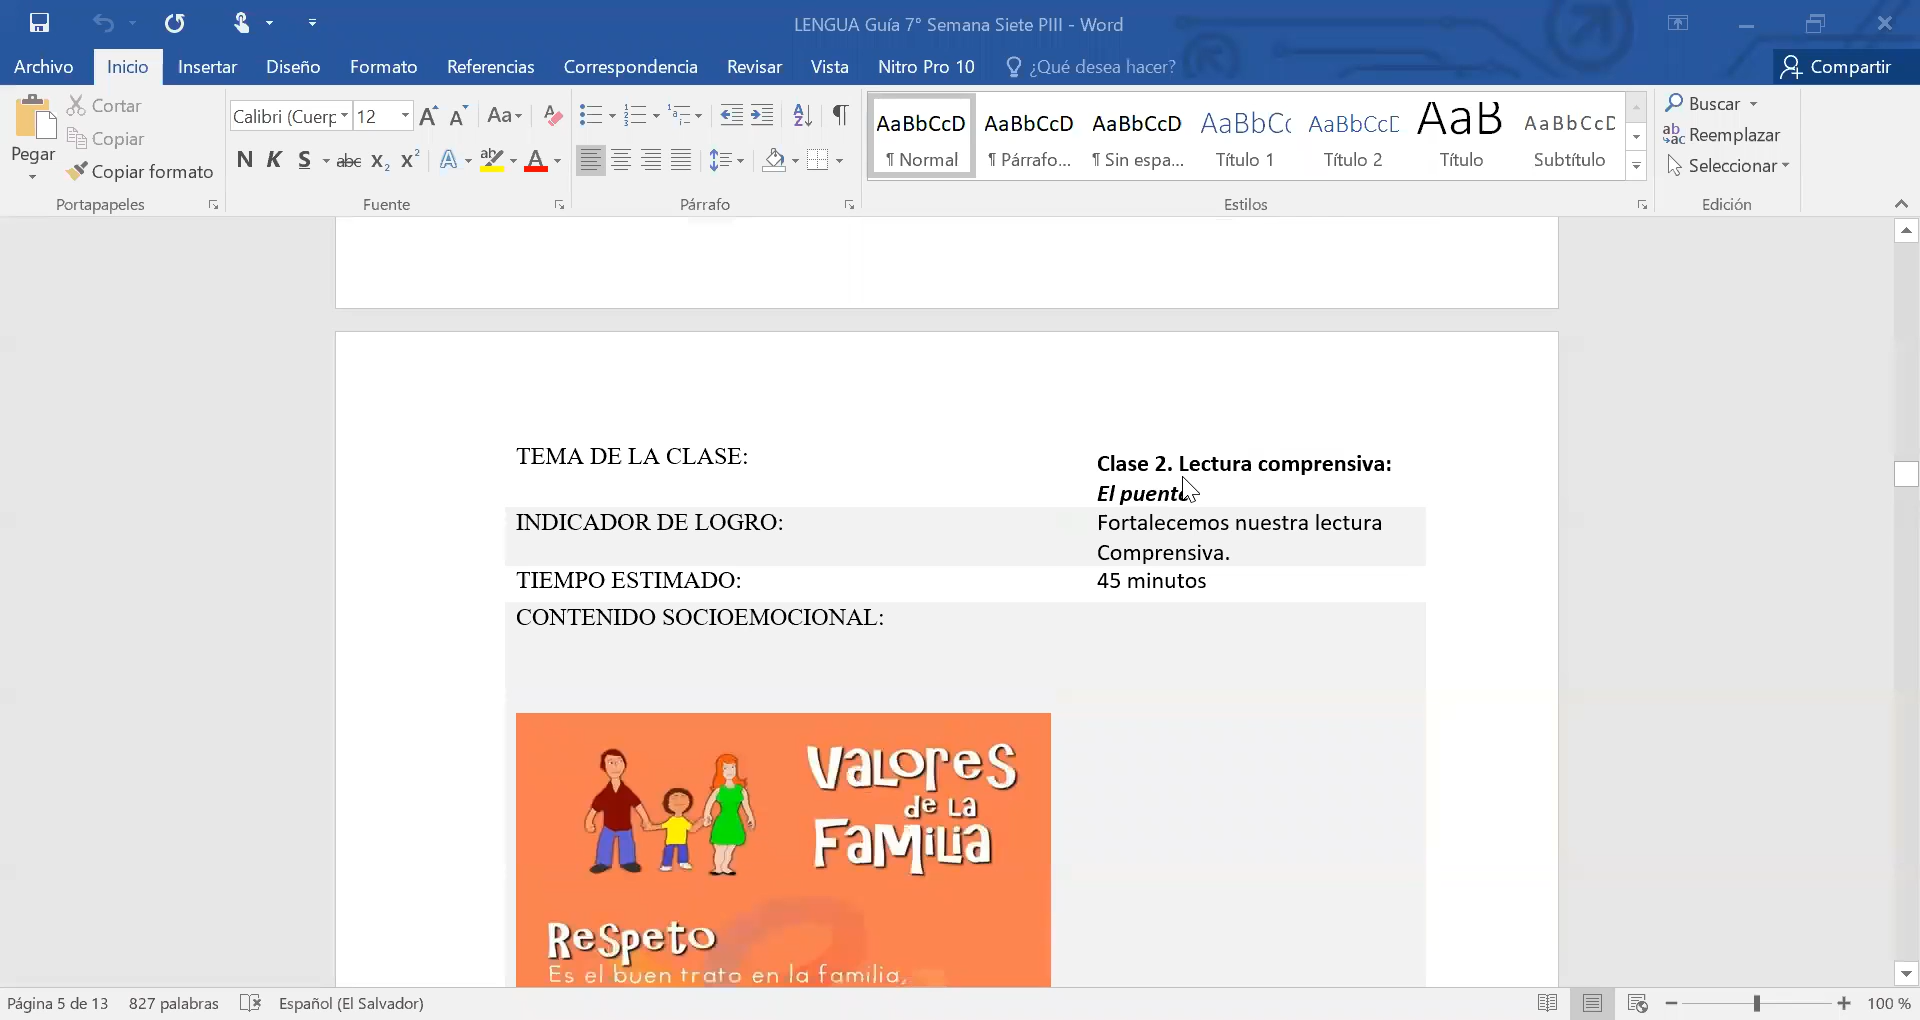 LENGUA Guía 7° Semana Siete PIII - Word
Archivo Inicio Insertar Diseño Formato Referencias Correspondencia Revisar Vista Nitro Pro 10 ¿Qué desea hacer? Compartir
Pegar
Cortar
Copiar
Copiar formato
Portapapeles
Calibri (Cuerp 12
Aa
N K S abc X₂ X² A ab A
Fuente
Párrafo
AaBbCcD AaBbCcD AaBbCcD AaBbCc AaBbCcD AaB AaBbCcD
¶ Normal ¶ Párrafo... ¶ Sin espa... Título 1 Título 2 Título Subtítulo
Estilos
Buscar
Reemplazar
Seleccionar
Edición
TEMA DE LA CLASE:
Clase 2. Lectura comprensiva:
El puente
INDICADOR DE LOGRO:
Fortalecemos nuestra lectura
Comprensiva.
TIEMPO ESTIMADO: 45 minutos
CONTENIDO SOCIOEMOCIONAL:
Valores
de la
Familia
Respeto
Es el buen trato en la familia,
Página 5 de 13 827 palabras Español (El Salvador) 100 %